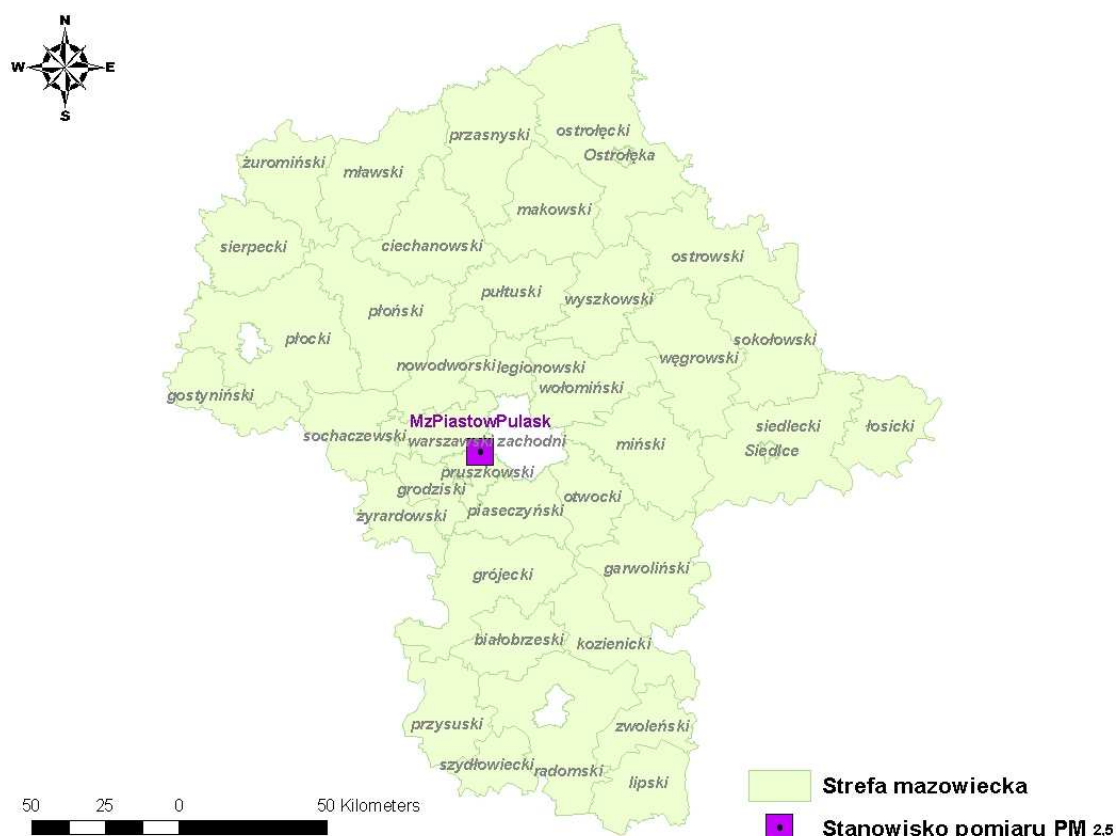 N
W E
S
ostrołęcki
przasnyski
Ostrołęka
żuromiński
mławski
makowski
ciechanowski
sierpecki
ostrowski
pułtuski
wyszkowski
płoński
płocki
sokołowski
węgrowski
nowodworski
legionowski
wołomiński
gostyniński
MzPiastowPulask
siedlecki
łosicki
sochaczewski
warszawski zachodni
miński
Siedlce
pruszkowski
grodziski
otwocki
żyrardowski
piaseczyński
garwoliński
grójecki
białobrzeski
kozienicki
przysuski
zwoleński
szydłowiecki
radomski
lipski
Strefa mazowiecka
50 25 0 50 Kilometers
Stanowisko pomiaru PM 2,5